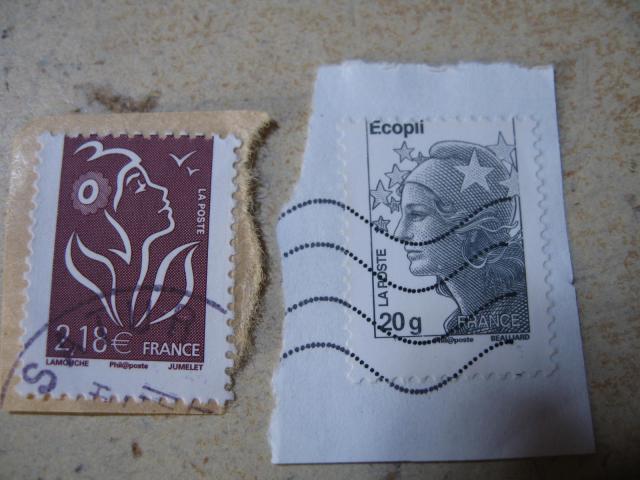 LA POSTE
2,18€ FRANCE
LAMOUCHE Phil@poste JUMELET
Ecopli
LA POSTE
20 g FRANCE
Phil@poste BEAUJARD